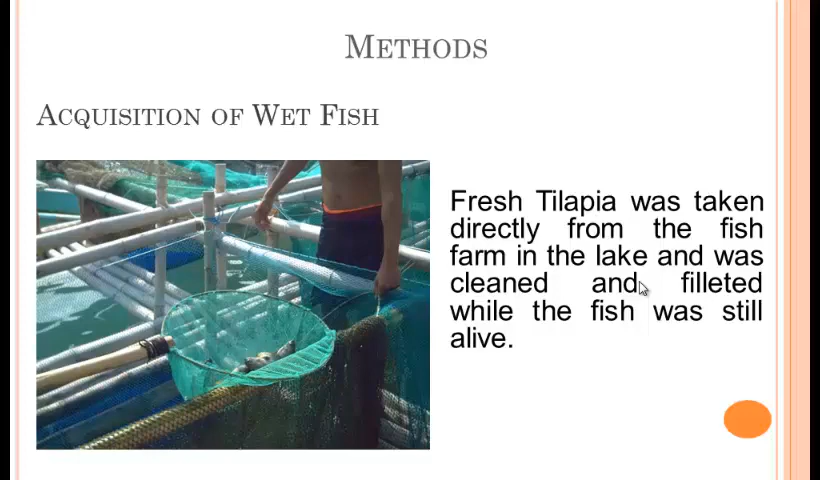 METHODS
ACQUISITION OF WET FISH
Fresh Tilapia was taken
directly from the fish
farm in the lake and was
cleaned and filleted
while the fish was still
alive.